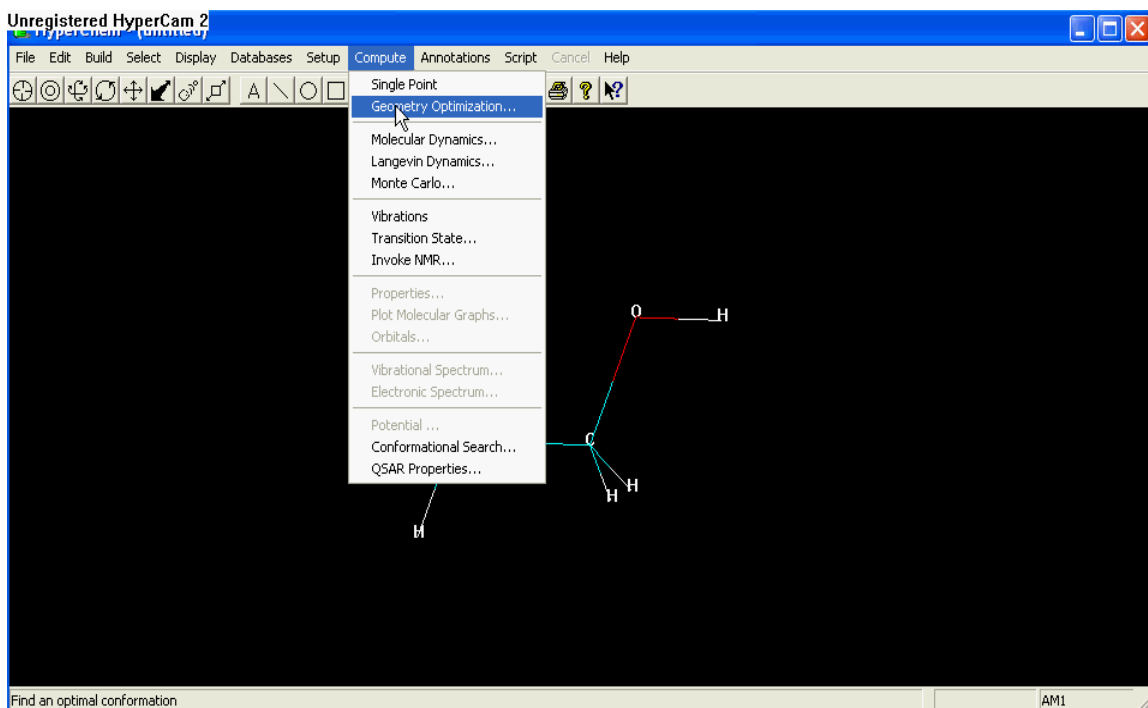 Unregistered HyperCam 2
HyperChem - (untitled)
File Edit Build Select Display Databases Setup Compute Annotations Script Cancel Help
A
Single Point
Geometry Optimization...
Molecular Dynamics...
Langevin Dynamics...
Monte Carlo...
Vibrations
Transition State...
Invoke NMR...
Properties...
Plot Molecular Graphs...
Orbitals...
Vibrational Spectrum...
Electronic Spectrum...
Potential ...
Conformational Search...
QSAR Properties...
O H
C
H
H
H
Find an optimal conformation AM1